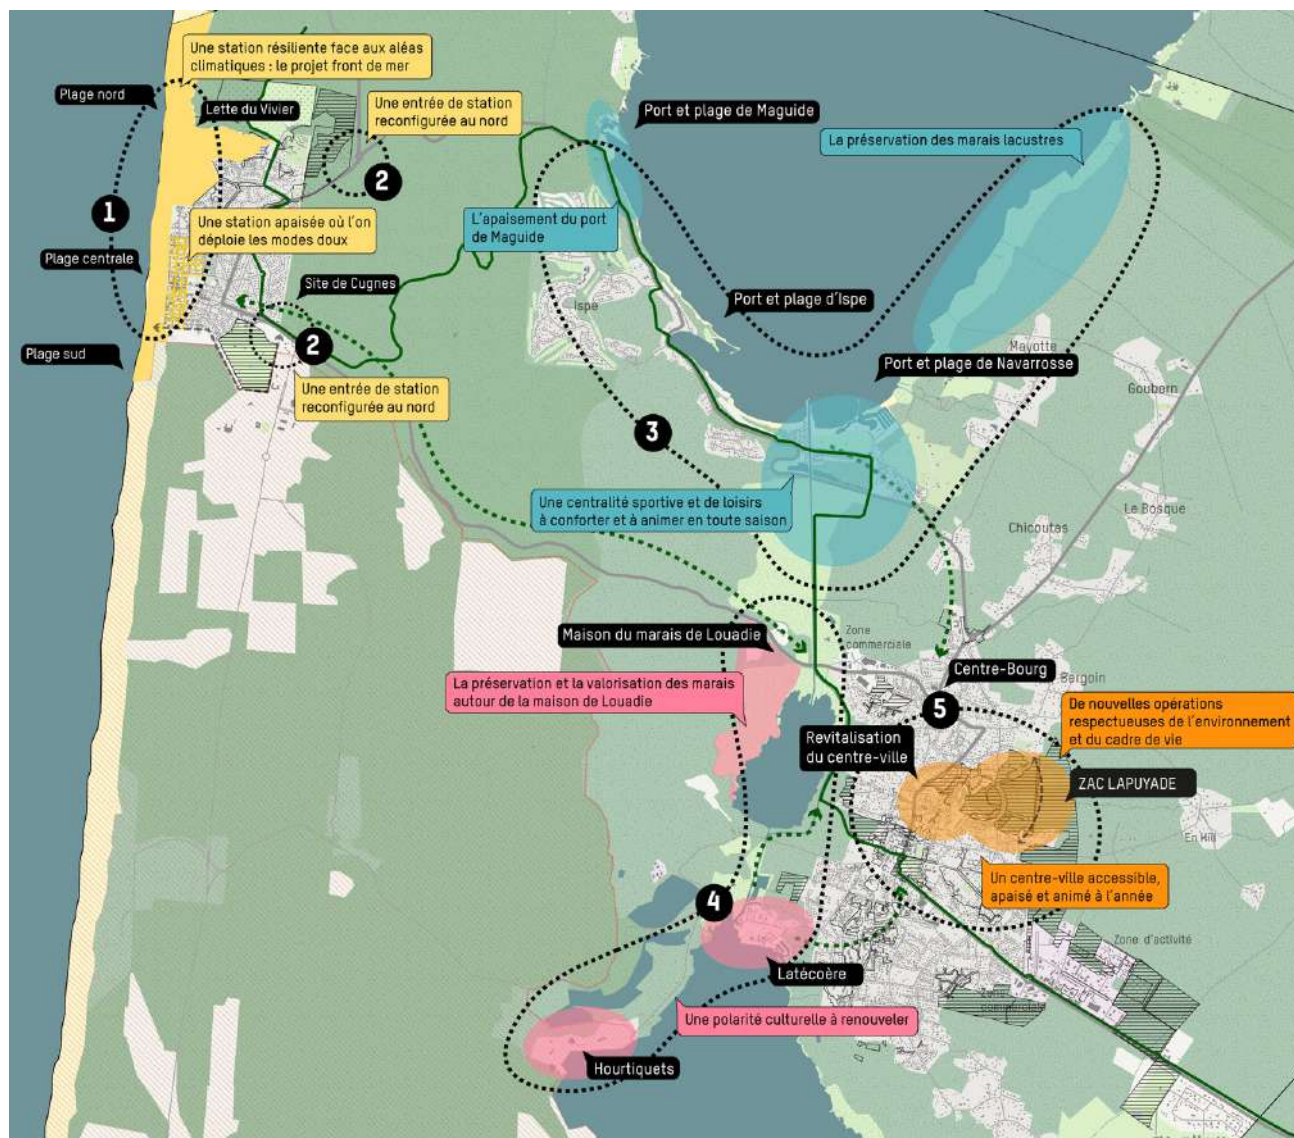 Une station résiliente face aux aléas
climatiques : le projet front de mer
Plage nord
Lette du Vivier
Une entrée de station
reconfigurée au nord
2
1
Une station apaisée où l'on
déploie les modes doux
Plage centrale
Site de Cugnes
Plage sud
2
Une entrée de station
reconfigurée au nord
Port et plage de Maguide
La préservation des marais lacustres
L'apaisement du port
de Maguide
Ispe
Port et plage d'Ispe
Mayotte
Port et plage de Navarrosse
Goubern
3
Une centralité sportive et de loisirs
à conforter et à animer en toute saison
Le Bosque
Chicoutas
Maison du marais de Louadie
Zone
commerciale
Centre-Bourg
Bargoin
La préservation et la valorisation des marais
autour de la maison de Louadie
5
De nouvelles opérations
respectueuses de l'environnement
et du cadre de vie
Revitalisation
du centre-ville
ZAC LAPUYADE
En Hill
Un centre-ville accessible,
apaisé et animé à l'année
4
Zone d'activité
Latécoère
Zone
commerciale
Une polarité culturelle à renouveler
Hourtiquets